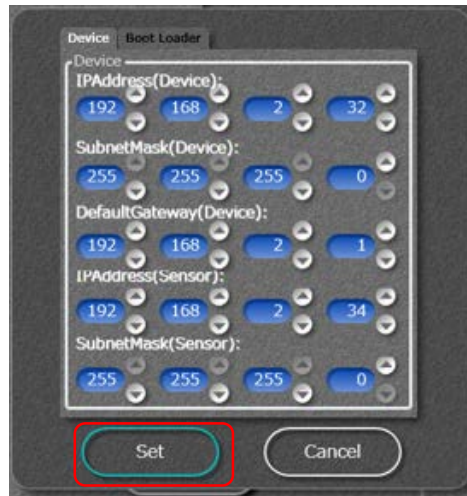 Device Boot Loader
Device
IPAddress(Device):
192 168 2 32
SubnetMask(Device):
255 255 255 0
DefaultGateway(Device):
192 168 2 1
IPAddress(Sensor):
192 168 2 34
SubnetMask(Sensor):
255 255 255 0
Set Cancel